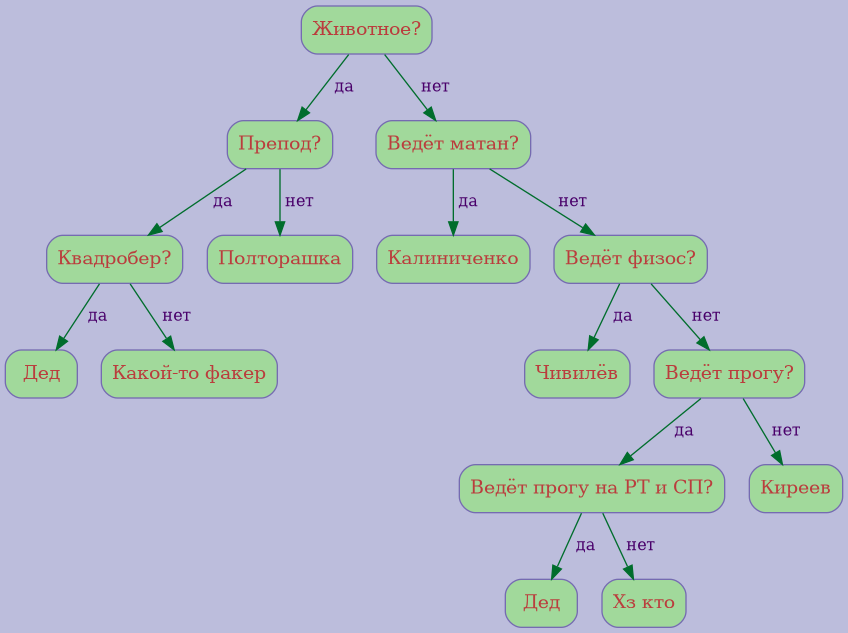 Животное?
да
нет
Препод?
Ведёт матан?
да
нет
да
нет
Квадробер?
Полторашка
Калиниченко
Ведёт физос?
да
нет
да
нет
Дед
Какой-то факер
Чивилёв
Ведёт прогу?
да
нет
Ведёт прогу на РТ и СП?
Киреев
да
нет
Дед
Хз кто